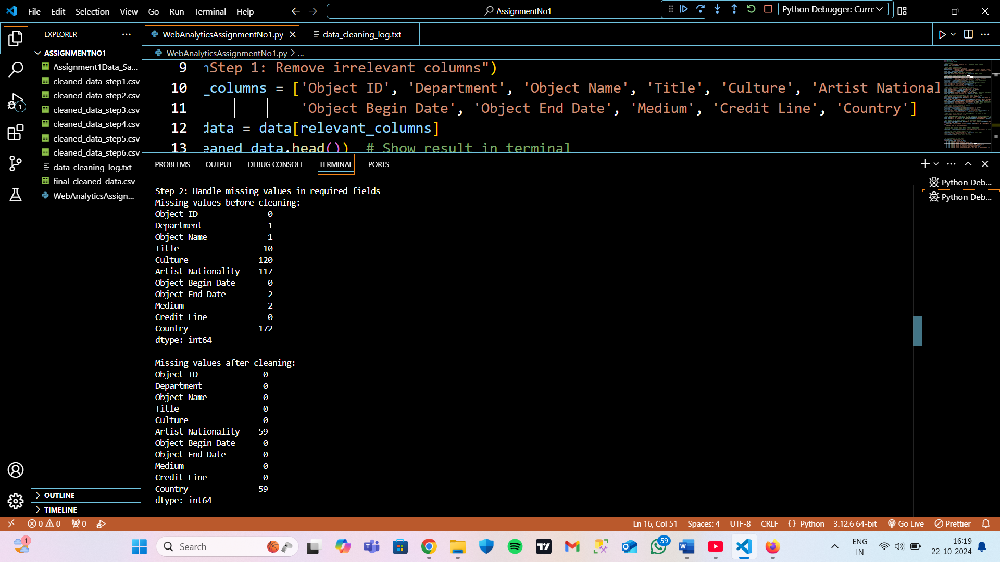 File Edit Selection View Go Run Terminal Help
AssignmentNo1
Python Debugger: Curre
EXPLORER
ASSIGNMENTNO1
Assignment1Data_Sa...
cleaned_data_step1.csv
cleaned_data_step2.csv
cleaned_data_step3.csv
cleaned_data_step4.csv
cleaned_data_step5.csv
cleaned_data_step6.csv
data_cleaning_log.txt
final_cleaned_data.csv
WebAnalyticsAssign...
OUTLINE
TIMELINE
1
WebAnalyticsAssignmentNo1.py
data_cleaning_log.txt
WebAnalyticsAssignmentNo1.py > ...
9 nStep 1: Remove irrelevant columns")
10 _columns = ['Object ID', 'Department', 'Object Name', 'Title', 'Culture', 'Artist National
11 'Object Begin Date', 'Object End Date', 'Medium', 'Credit Line', 'Country']
12 data = data[relevant_columns]
13 eaned_data.head()) # Show result in terminal
PROBLEMS OUTPUT DEBUG CONSOLE TERMINAL PORTS
Python Deb...
Python Deb...
Step 2: Handle missing values in required fields
Missing values before cleaning:
Object ID 0
Department 1
Object Name 1
Title 10
Culture 120
Artist Nationality 117
Object Begin Date 0
Object End Date 2
Medium 2
Credit Line 0
Country 172
dtype: int64
Missing values after cleaning:
Object ID 0
Department 0
Object Name 0
Title 0
Culture 0
Artist Nationality 59
Object Begin Date 0
Object End Date 0
Medium 0
Credit Line 0
Country 59
dtype: int64
0 0 0
Ln 16, Col 51 Spaces: 4 UTF-8 CRLF {} Python 3.12.6 64-bit Go Live Prettier
1
Search
59
ENG
IN
16:19
22-10-2024